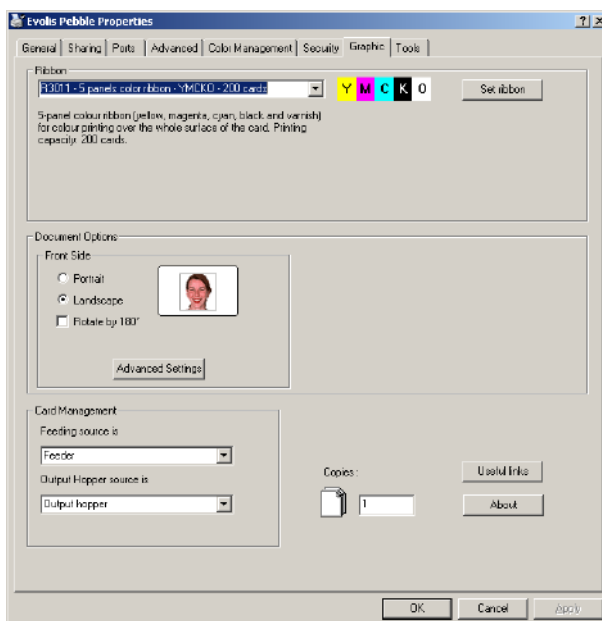 Evolis Pebble Properties
General Sharing Ports Advanced Color Management Security Graphic Tools
Ribbon
R3011 - 5 panels color ribbon - YMCKO - 200 cards
Y M C K O
Set ribbon
5-panel colour ribbon (yellow, magenta, cyan, black and varnish)
for colour printing over the whole surface of the card. Printing
capacity: 200 cards.
Document Options
Front Side
Portrait
Landscape
Rotate by 180°
Advanced Settings
Card Management
Feeding source is
Feeder
Output Hopper source is
Output hopper
Copies :
1
Useful links
About
OK Cancel Apply